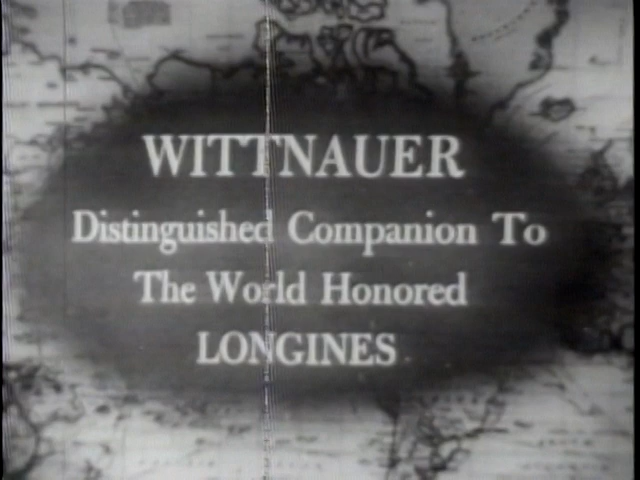 WITTNAUER
Distinguished Companion To
The World Honored
LONGINES